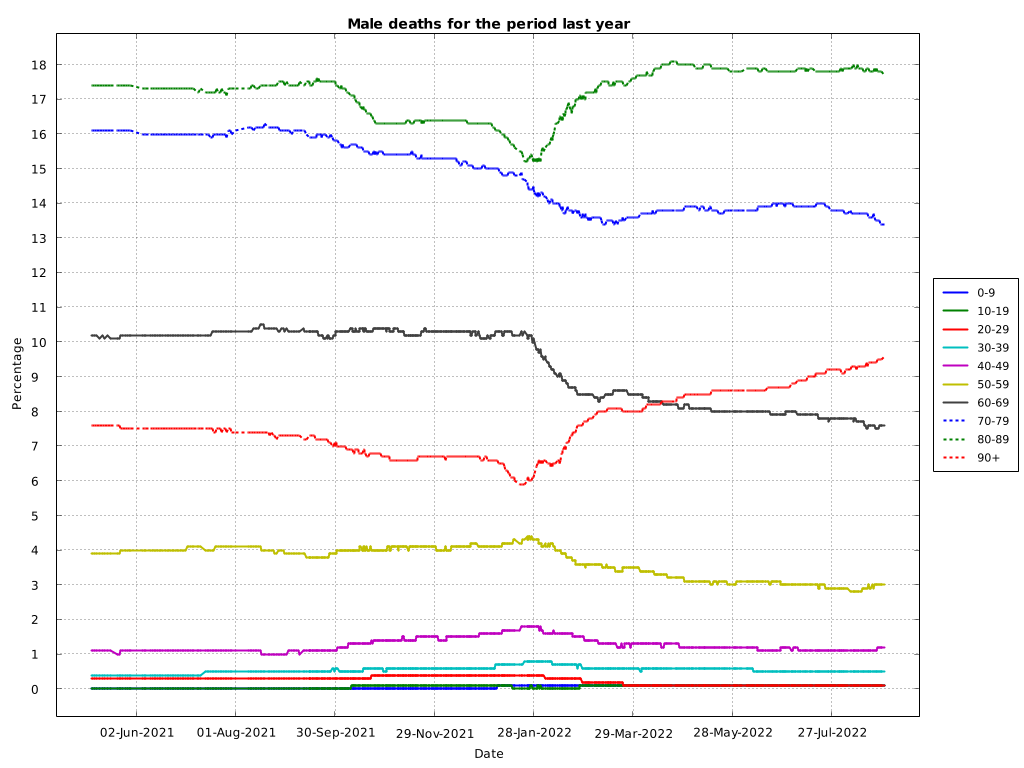 Male deaths for the period last year
18
17
16
15
14
13
12
11
10
9
8
7
6
5
4
3
2
1
0
Percentage
02-Jun-2021
01-Aug-2021
30-Sep-2021
29-Nov-2021
28-Jan-2022
29-Mar-2022
28-May-2022
27-Jul-2022
Date
0-9
10-19
20-29
30-39
40-49
50-59
60-69
70-79
80-89
90+